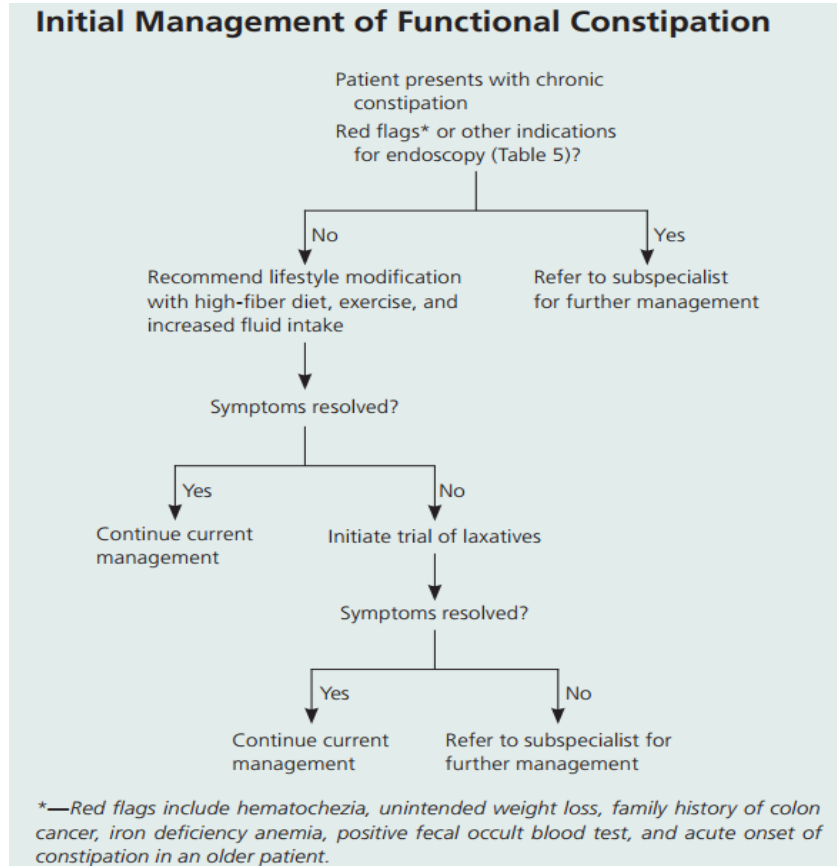 Initial Management of Functional Constipation
Patient presents with chronic
constipation
Red flags* or other indications
for endoscopy (Table 5)?
No
Yes
Recommend lifestyle modification
with high-fiber diet, exercise, and
increased fluid intake
Refer to subspecialist
for further management
Symptoms resolved?
Yes
No
Continue current
management
Initiate trial of laxatives
Symptoms resolved?
Yes
No
Continue current
management
Refer to subspecialist for
further management
*—Red flags include hematochezia, unintended weight loss, family history of colon
cancer, iron deficiency anemia, positive fecal occult blood test, and acute onset of
constipation in an older patient.